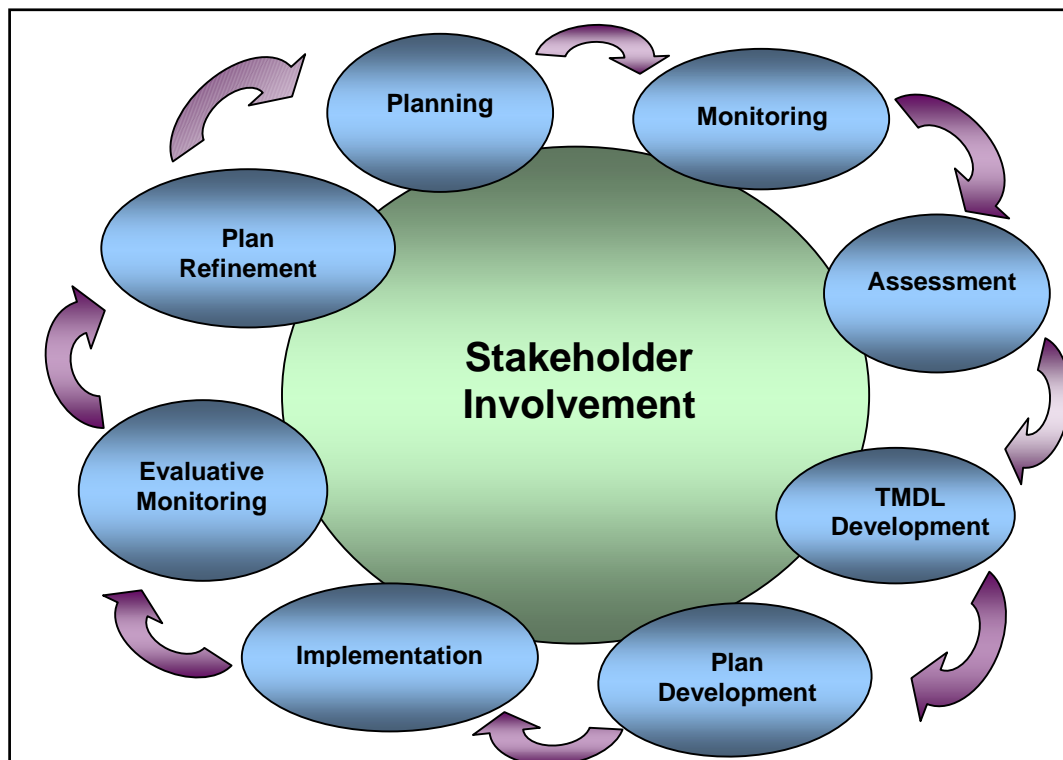 Planning
Monitoring
Assessment
TMDL
Development
Plan
Development
Implementation
Evaluative
Monitoring
Plan
Refinement
Stakeholder
Involvement